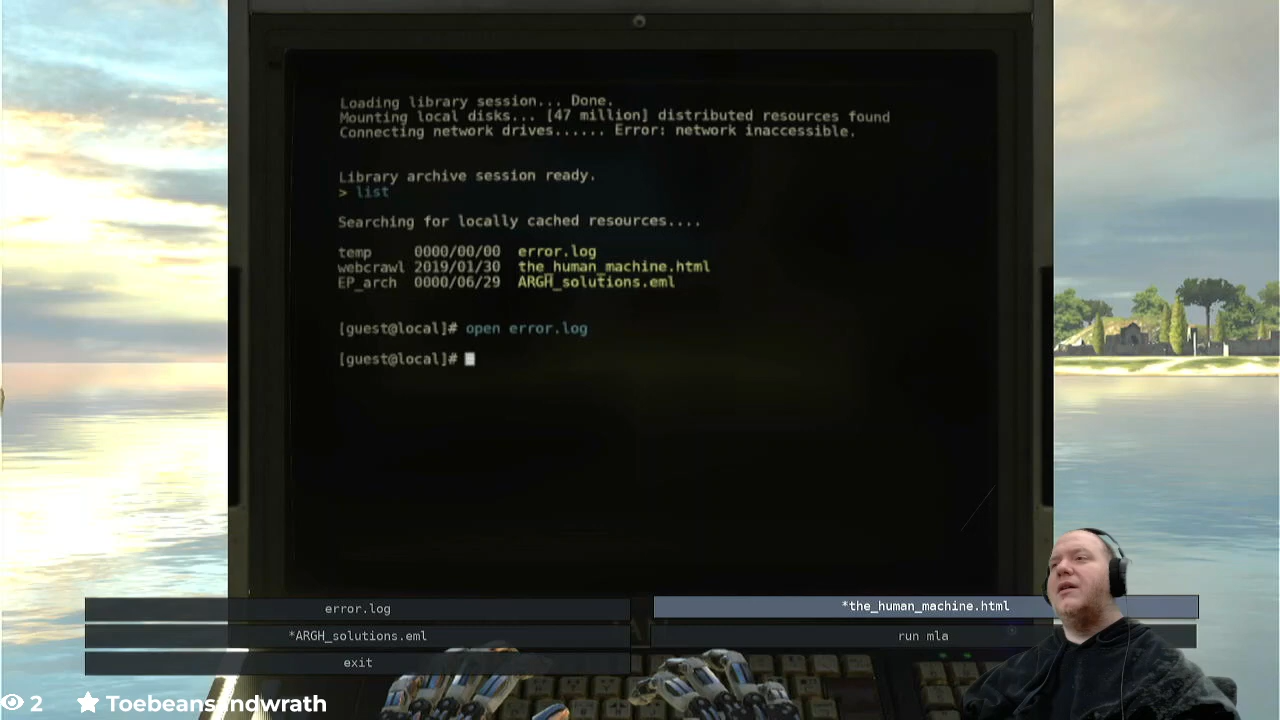 Loading library session... Done.
Mounting local disks... [47 million] distributed resources found
Connecting network drives...... Error: network inaccessible.
Library archive session ready.
> list
Searching for locally cached resources....
temp 0000/00/00 error.log
webcrawl 2019/01/30 the_human_machine.html
EP_arch 0000/06/29 ARGH_solutions.eml
[guest@local]# open error.log
[guest@local]#
error.log
*the_human_machine.html
*ARGH_solutions.eml
run mla
exit
2
Toebeansandwrath